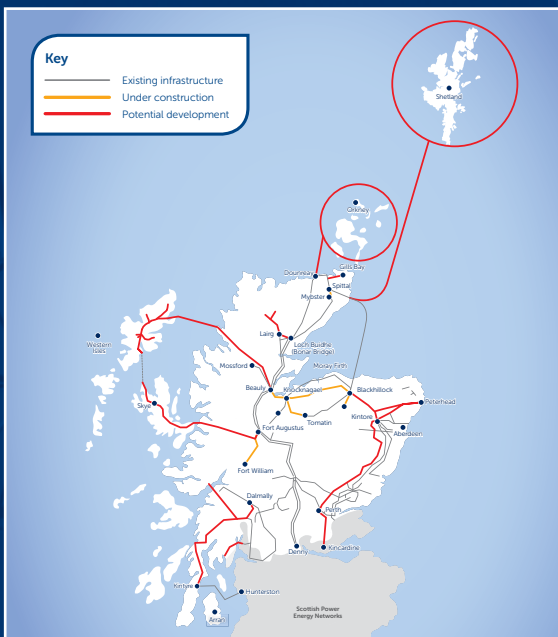 Key
Existing infrastructure
Under construction
Potential development
Shetland
Orkney
Dounreay
Gills Bay
Spittal
Mybster
Western
Isles
Lairg
Loch Buidhe
(Bonar Bridge)
Mossford
Moray Firth
Beauly
Knocknagael
Blackhillock
Peterhead
Skye
Kintore
Tomatin
Fort Augustus
Aberdeen
Fort William
Dalmally
Perth
Denny
Kincardine
Kintyre
Hunterston
Arran
Scottish Power
Energy Networks